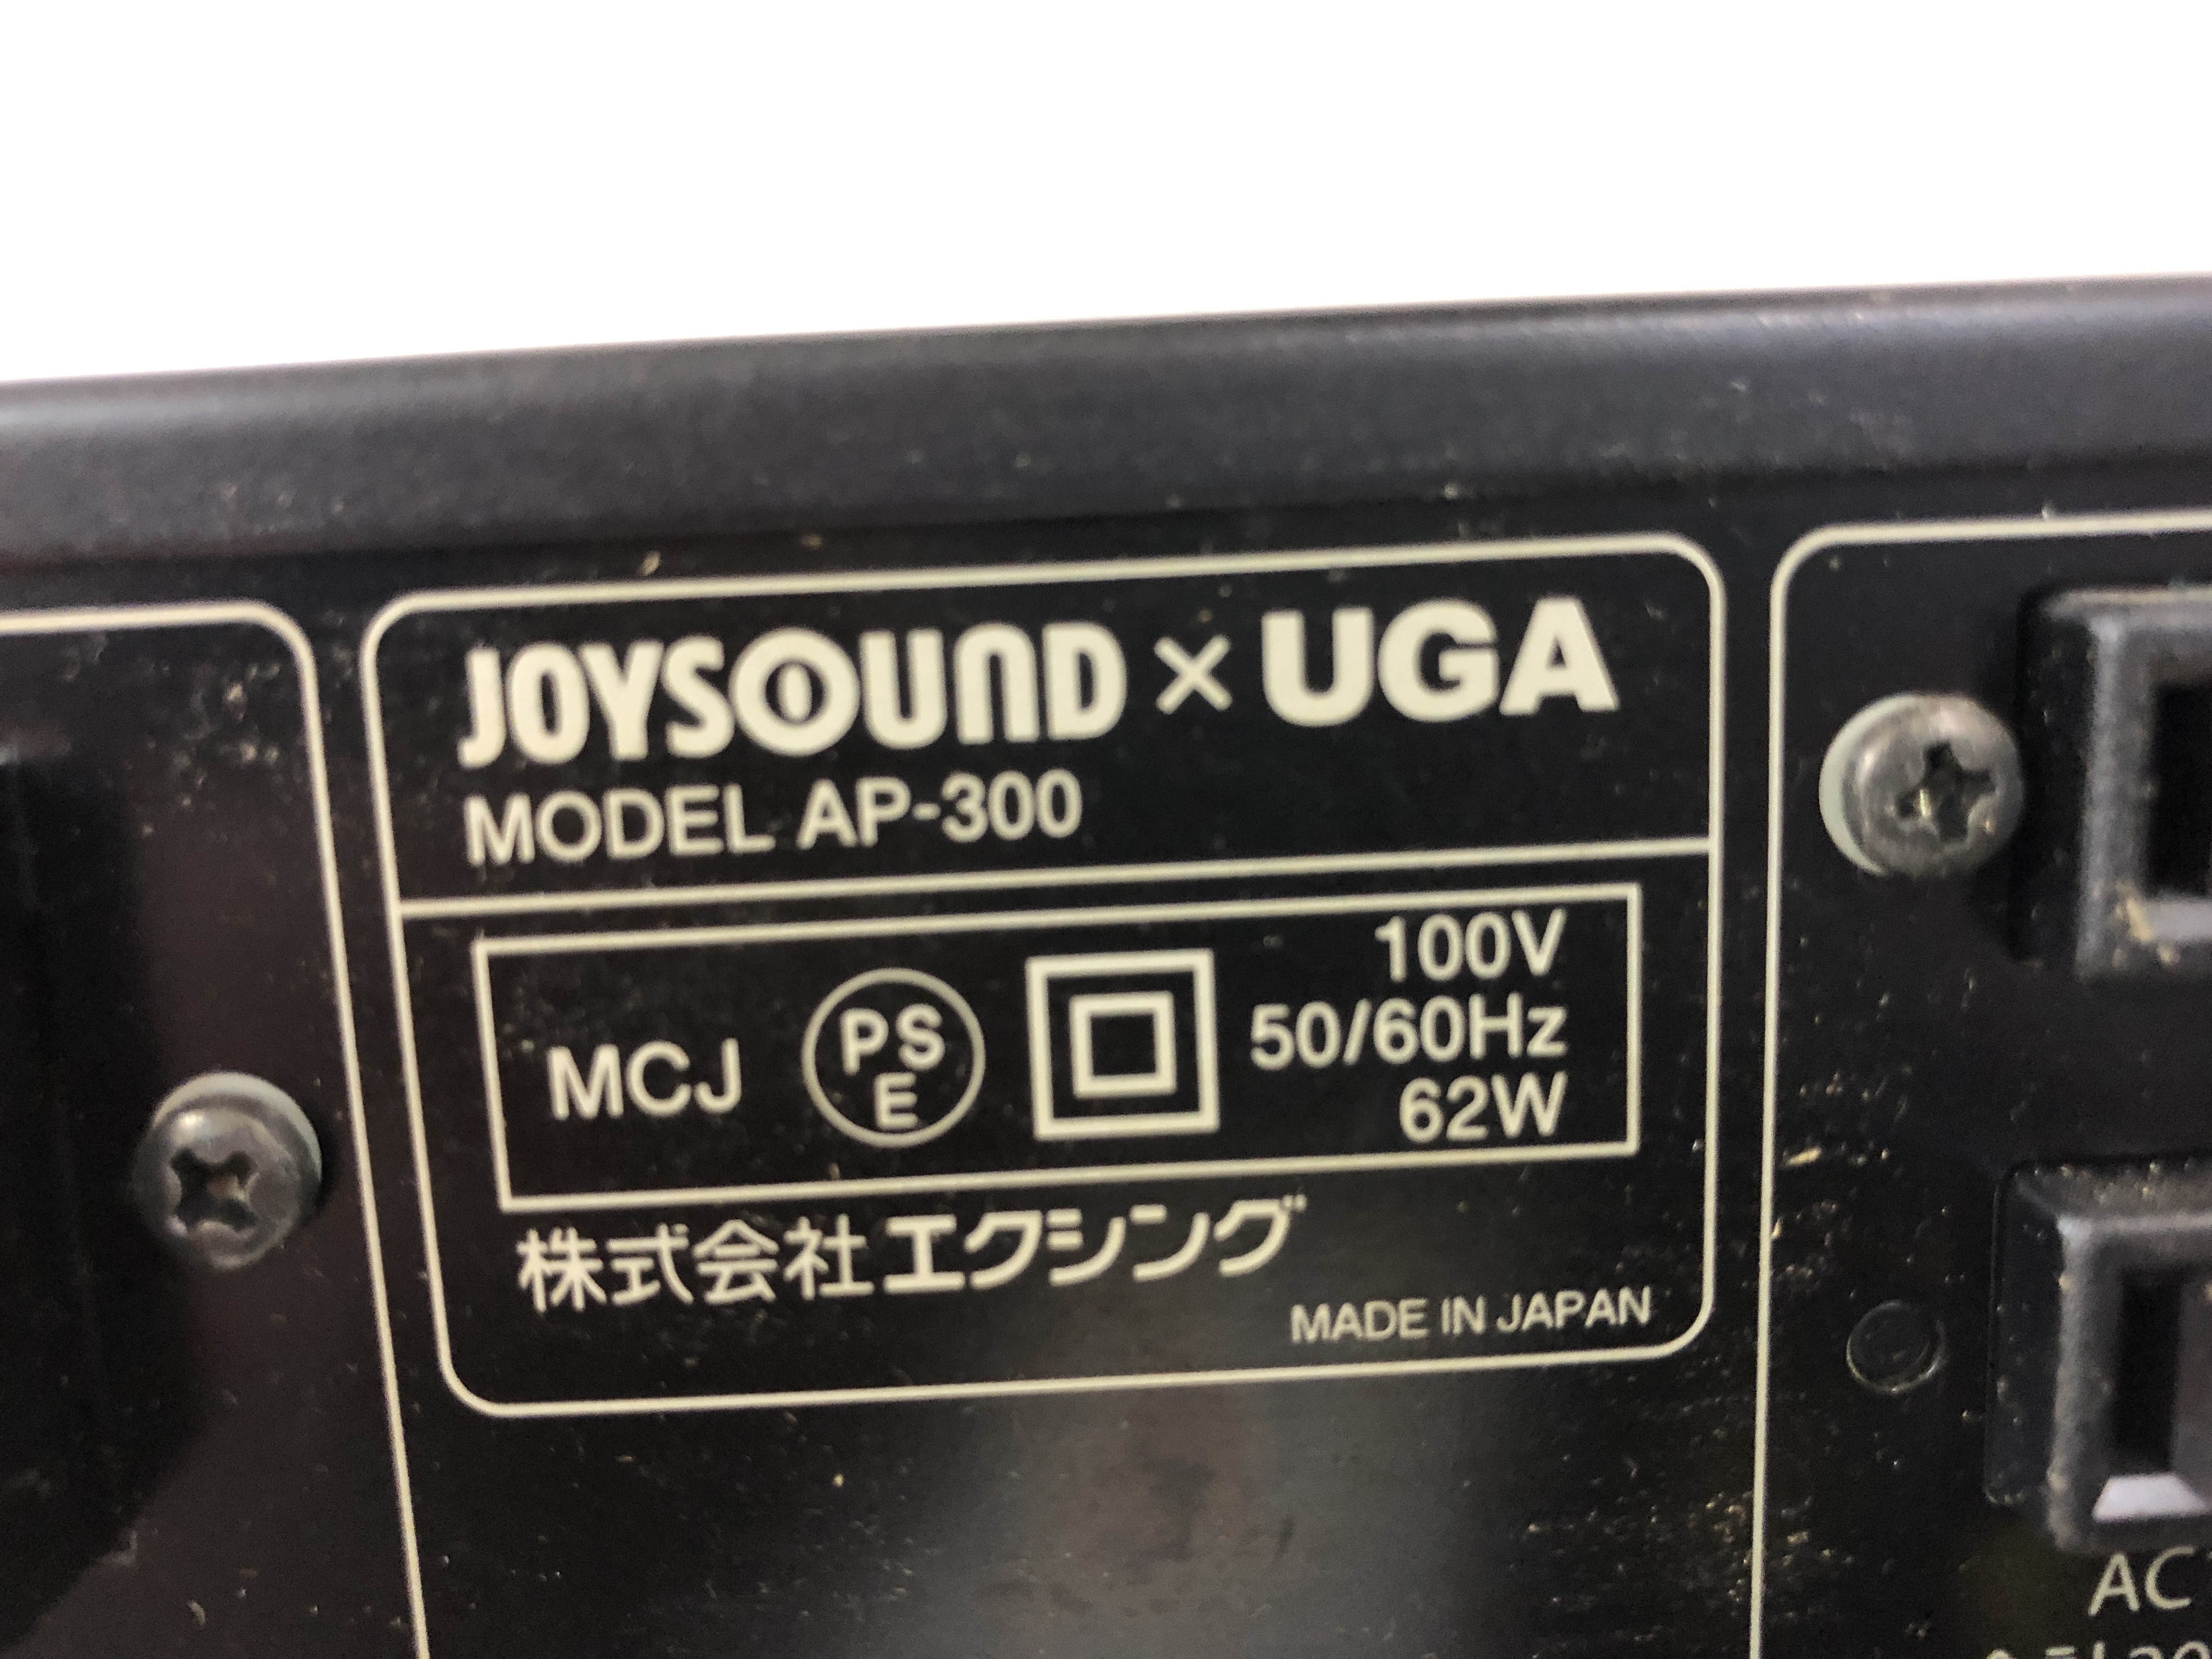 JOYSOUND × UGA
MODEL AP-300
MCJ
PS
E
100V
50/60Hz
62W
株式会社エクシング
MADE IN JAPAN
AC